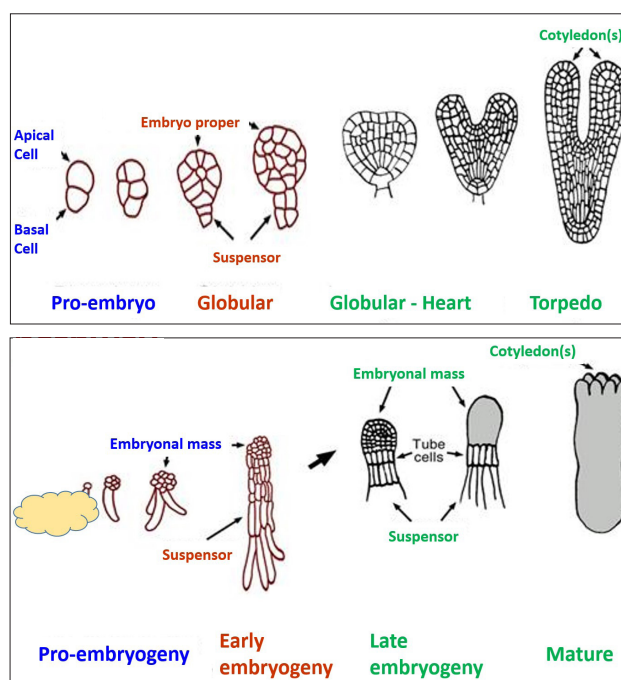 Cotyledon(s)
Embryo proper
Apical
Cell
Basal
Cell
Suspensor
Pro-embryo
Globular
Globular - Heart
Torpedo
Cotyledon(s)
Embryonal mass
Embryonal mass
Tube
cells
Suspensor
Suspensor
Pro-embryogeny
Early
embryogeny
Late
embryogeny
Mature